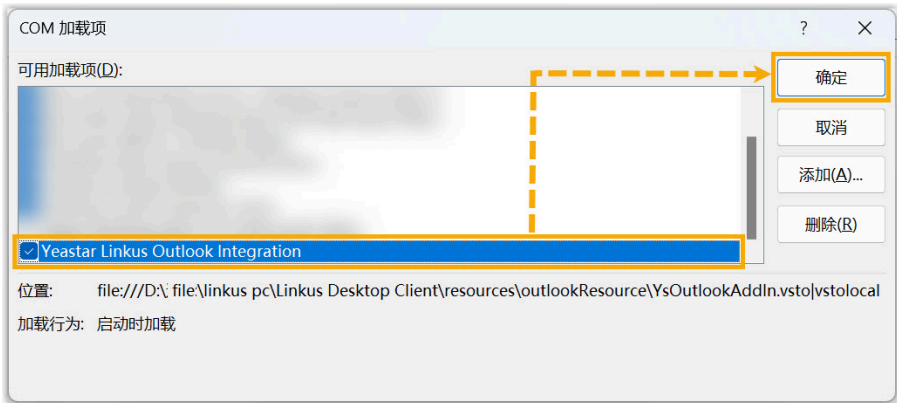 COM 加载项
?
可用加载项(D):
确定
取消
添加(A)...
删除(R)
Yeastar Linkus Outlook Integration
位置: file:///D:\ file:\linkus pc\Linkus Desktop Client\resources\outlookResource\YsOutlookAddIn.vsto|vstolocal
加载行为: 启动时加载